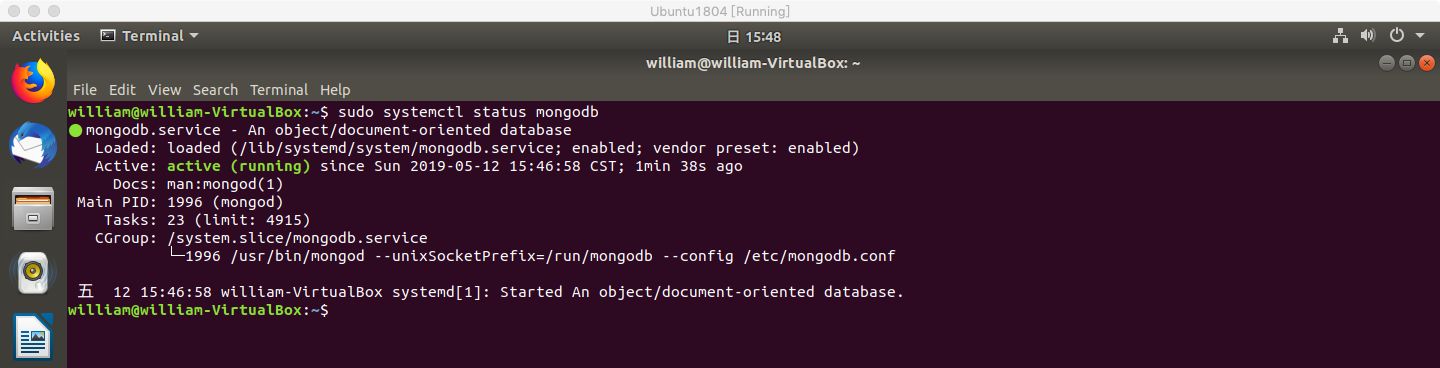 Ubuntu1804 [Running]
Activities Terminal 日 15:48
william@william-VirtualBox: ~
File Edit View Search Terminal Help
william@william-VirtualBox:~$ sudo systemctl status mongodb
● mongodb.service - An object/document-oriented database
Loaded: loaded (/lib/systemd/system/mongodb.service; enabled; vendor preset: enabled)
Active: active (running) since Sun 2019-05-12 15:46:58 CST; 1min 38s ago
Docs: man:mongod(1)
Main PID: 1996 (mongod)
Tasks: 23 (limit: 4915)
CGroup: /system.slice/mongodb.service
└─1996 /usr/bin/mongod --unixSocketPrefix=/run/mongodb --config /etc/mongodb.conf
五 12 15:46:58 william-VirtualBox systemd[1]: Started An object/document-oriented database.
william@william-VirtualBox:~$